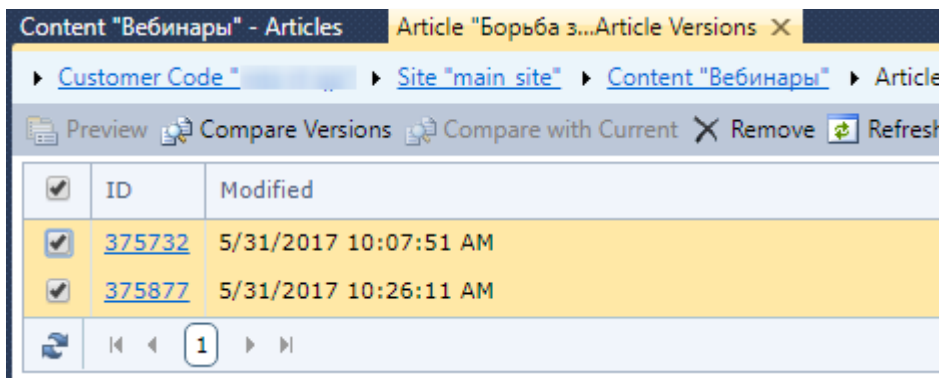 Content "Вебинары" - Articles Article "Борьба з...Article Versions
Customer Code " Site "main_site" Content "Вебинары" Article
Preview Compare Versions Compare with Current Remove Refresh
ID Modified
375732 5/31/2017 10:07:51 AM
375877 5/31/2017 10:26:11 AM
1